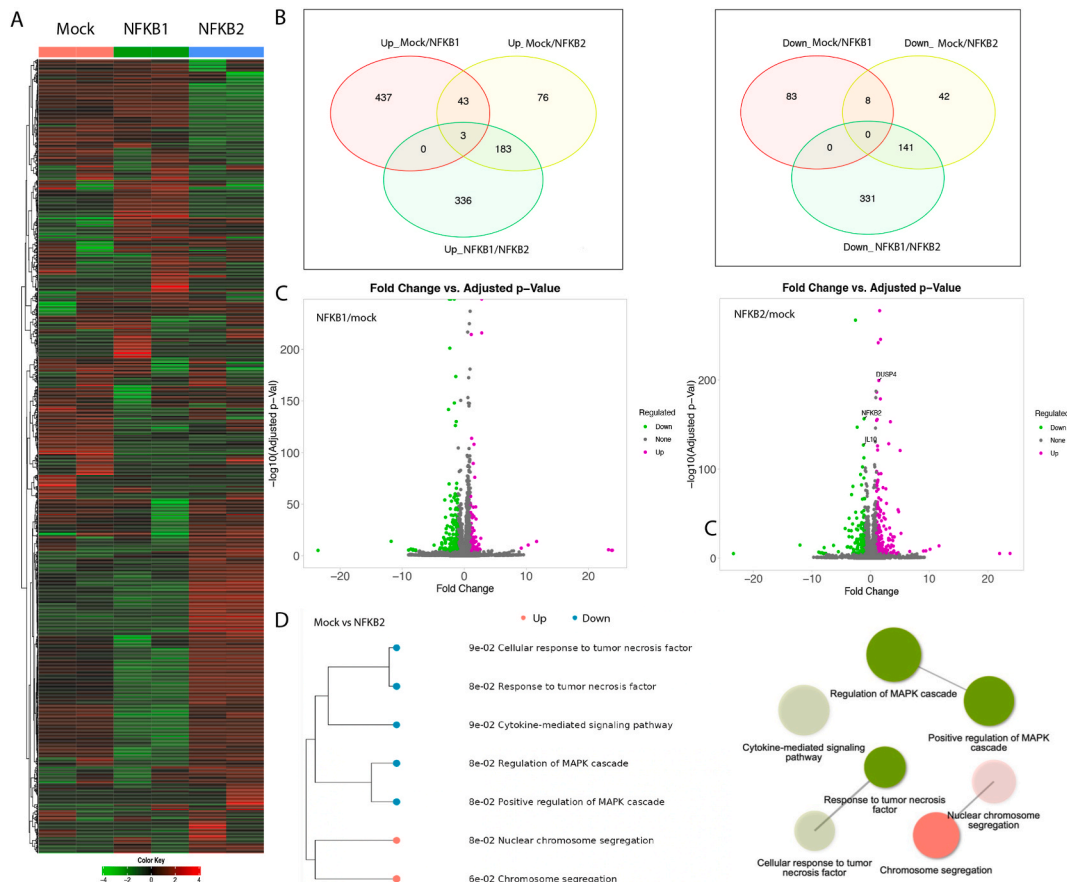 A
Mock
NFKB1
NFKB2
Color Key
-4
-2
0
2
4
B
Up_Mock/NFKB1
Up_Mock/NFKB2
437
43
76
3
0
183
336
Up_NFKB1/NFKB2
Down_Mock/NFKB1
Down_ Mock/NFKB2
83
8
42
0
0
141
331
Down_NFKB1/NFKB2
C
Fold Change vs. Adjusted p-Value
NFKB1/mock
−log10(Adjusted p-Val)
200
150
100
50
0
−20
−10
0
10
20
Fold Change
Regulated
Down
None
Up
Fold Change vs. Adjusted p-Value
NFKB2/mock
−log10(Adjusted p-Val)
200
100
0
−20
−10
0
10
20
Fold Change
DUSP4
NFKB2
IL10
Regulated
Down
None
Up
C
D
Mock vs NFKB2
Up
Down
9e-02 Cellular response to tumor necrosis factor
8e-02 Response to tumor necrosis factor
9e-02 Cytokine-mediated signaling pathway
8e-02 Regulation of MAPK cascade
8e-02 Positive regulation of MAPK cascade
8e-02 Nuclear chromosome segregation
6e-02 Chromosome segregation
Regulation of MAPK cascade
Positive regulation of MAPK
cascade
Cytokine-mediated signaling
pathway
Response to tumor necrosis
factor
Nuclear chromosome
segregation
Cellular response to tumor
necrosis factor
Chromosome segregation